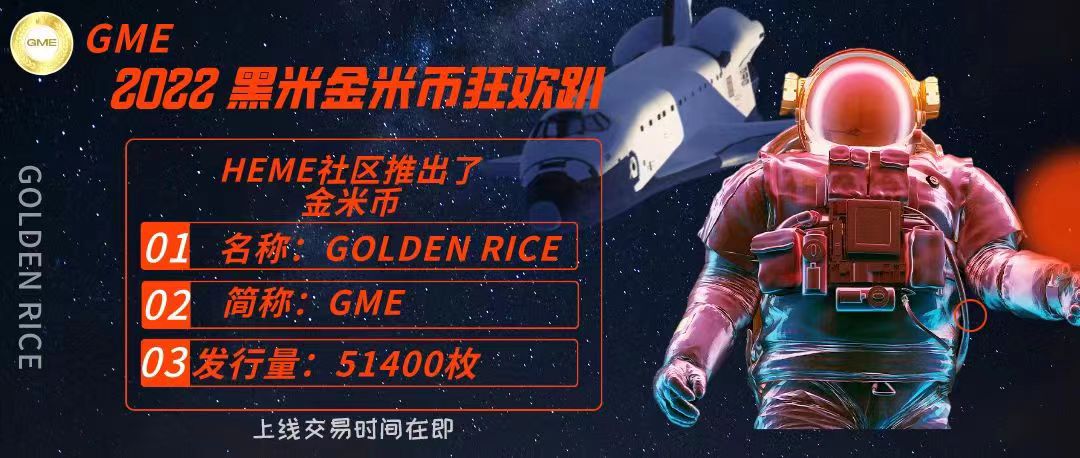 GME
GME
2022 黑米金米币狂欢趴
GOLDEN RICE
HEME社区推出了
金米币
01 名称：GOLDEN RICE
02 简称：GME
03 发行量：51400枚
上线交易时间在即